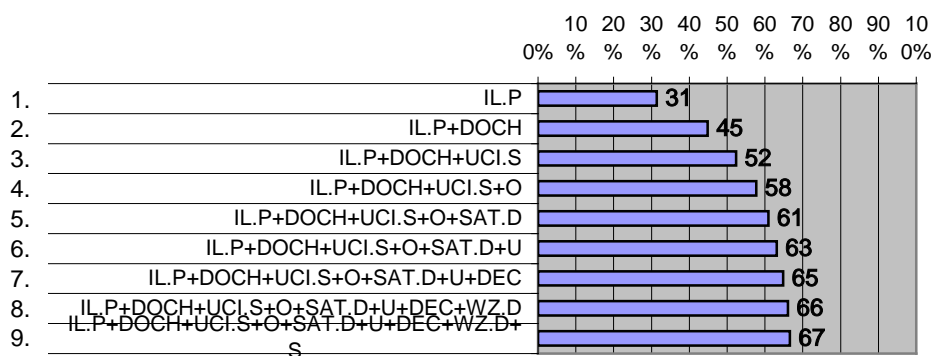 10 20 30 40 50 60 70 80 90 10
0% % % % % % % % % % 0%
1. IL.P 31
2. IL.P+DOCH 45
3. IL.P+DOCH+UCI.S 52
4. IL.P+DOCH+UCI.S+O 58
5. IL.P+DOCH+UCI.S+O+SAT.D 61
6. IL.P+DOCH+UCI.S+O+SAT.D+U 63
7. IL.P+DOCH+UCI.S+O+SAT.D+U+DEC 65
8. IL.P+DOCH+UCI.S+O+SAT.D+U+DEC+WZ.D 66
9. IL.P+DOCH+UCI.S+O+SAT.D+U+DEC+WZ.D+ 67
S